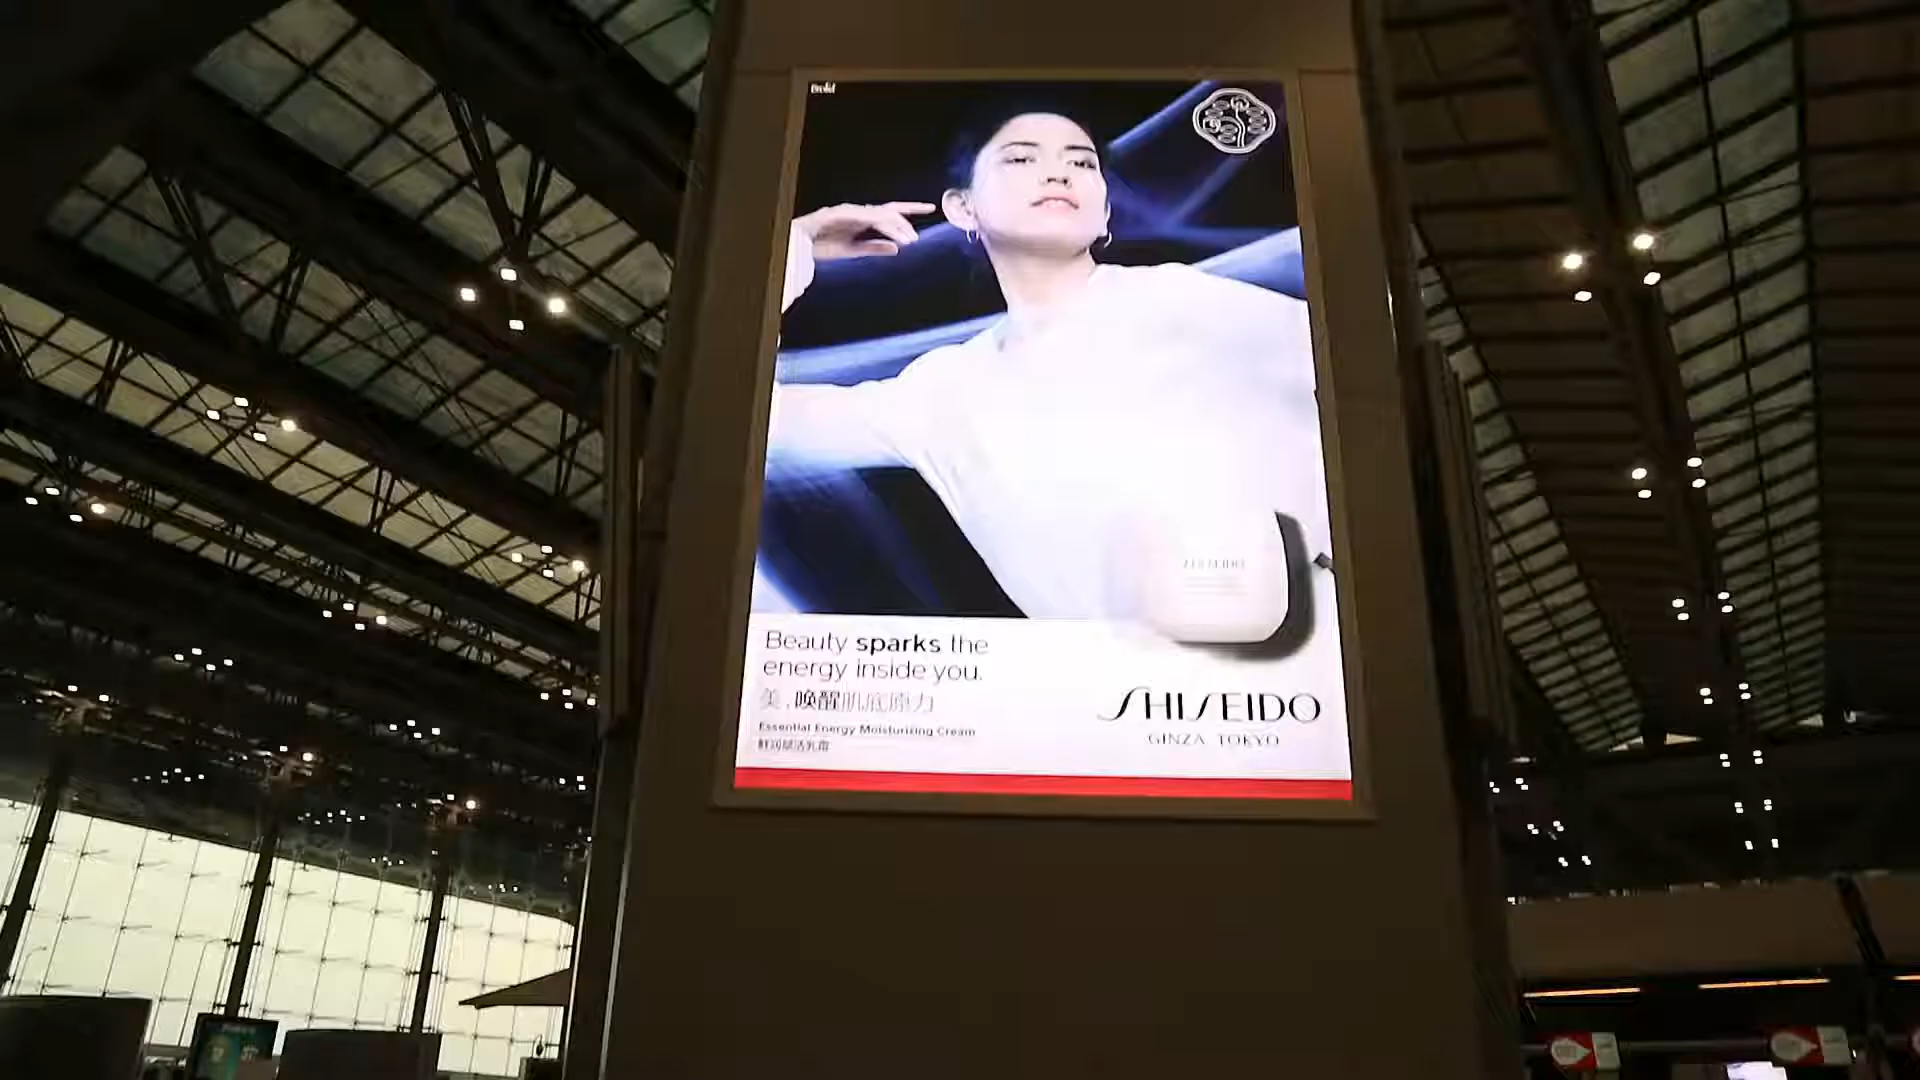 Beauty sparks the
energy inside you.
美，唤醒肌底原力
Essential Energy Moisturizing Cream
SHISEIDO
GINZA TOKYO
SHISEIDO